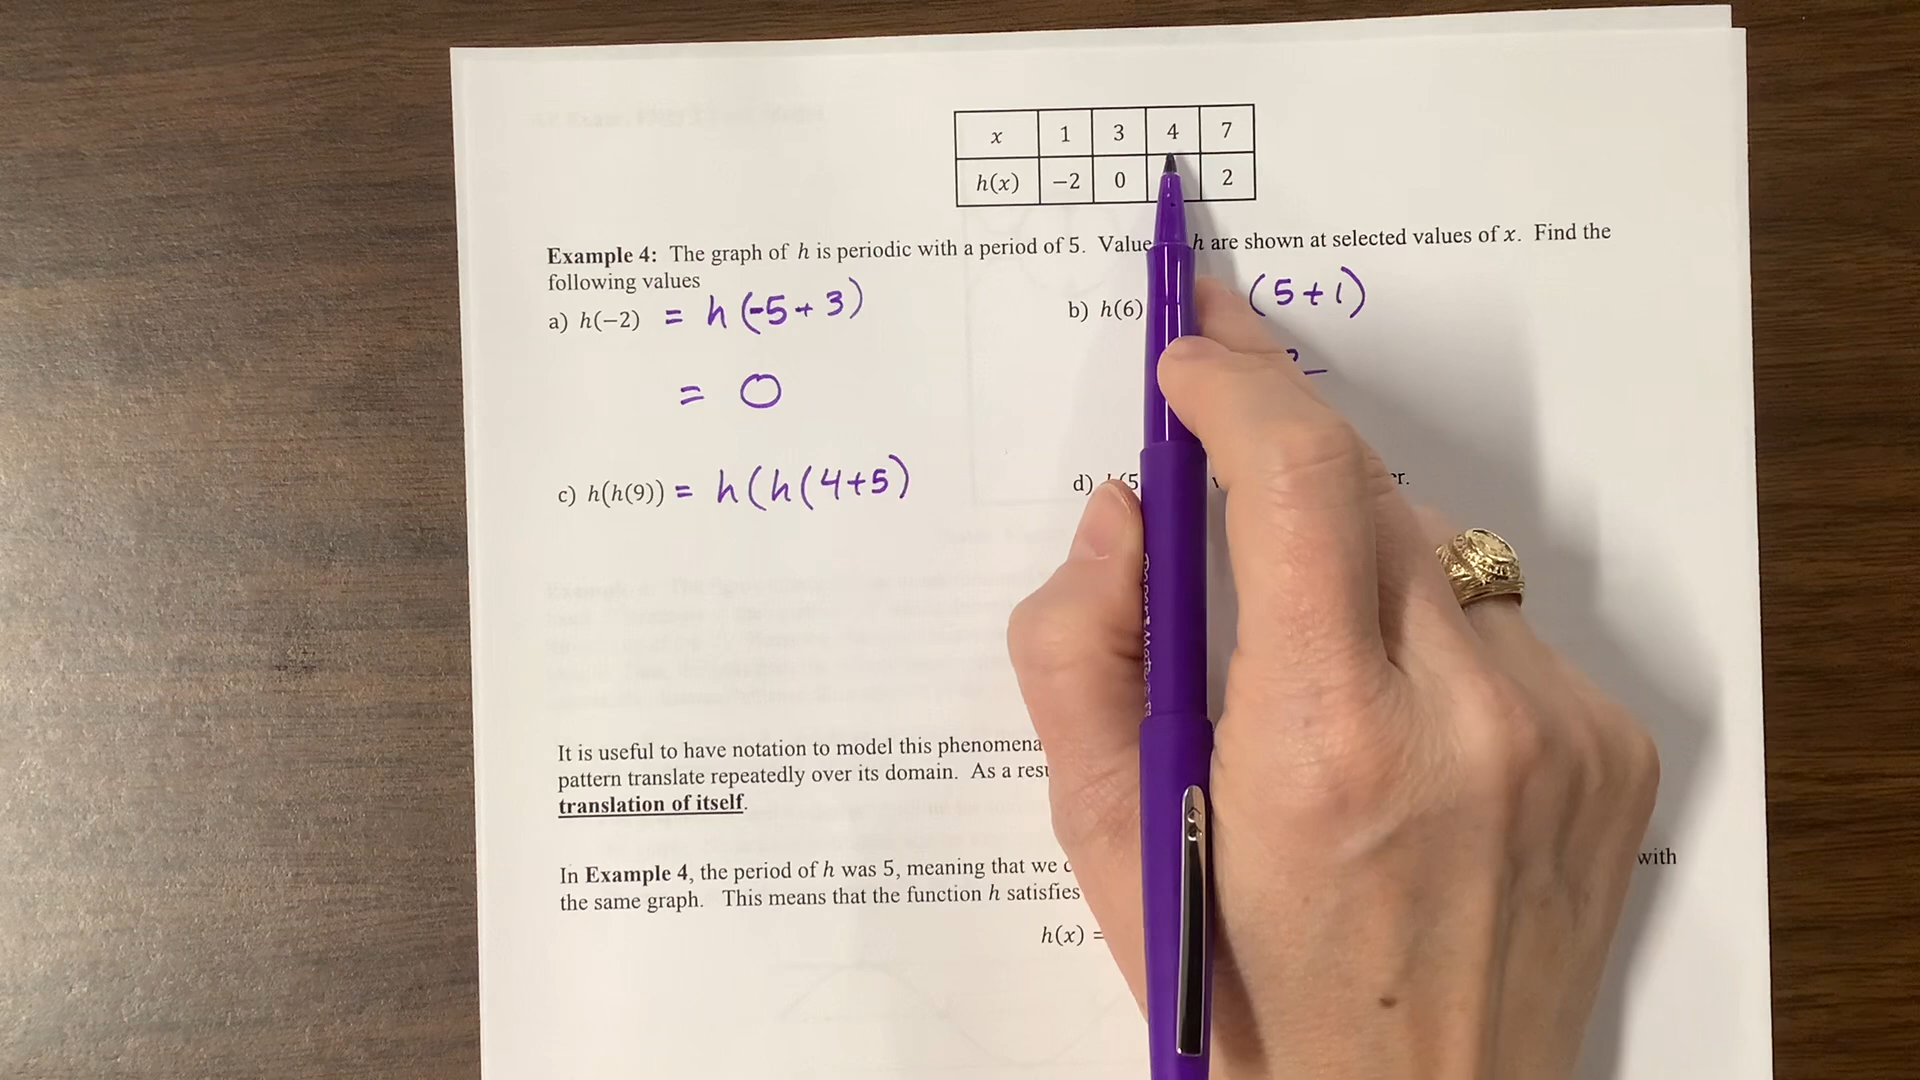 x 1 3 4 7
h(x) −2 0 2
Example 4: The graph of h is periodic with a period of 5. Value h are shown at selected values of x. Find the
following values
a) h(−2) = h(-5+3) b) h(6) (5+1)
= 0
c) h(h(9)) = h(h(4+5) d) (5
It is useful to have notation to model this phenomena
pattern translate repeatedly over its domain. As a
translation of itself.
In Example 4, the period of h was 5, meaning that we with
the same graph. This means that the function h satisfies
h(x) =